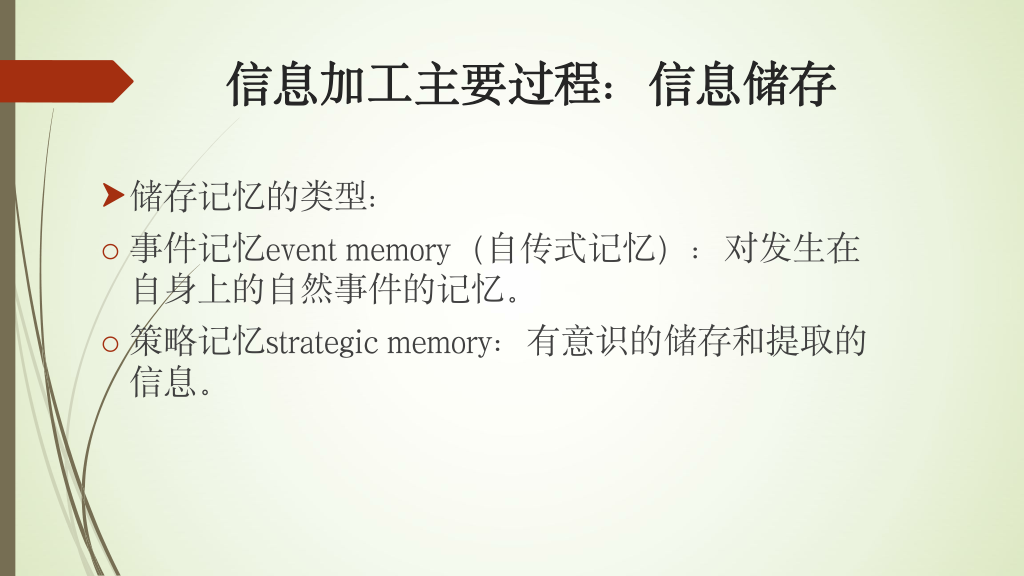 信息加工主要过程：信息储存
储存记忆的类型：
事件记忆event memory（自传式记忆）：对发生在
自身上的自然事件的记忆。
策略记忆strategic memory：有意识的储存和提取的
信息。